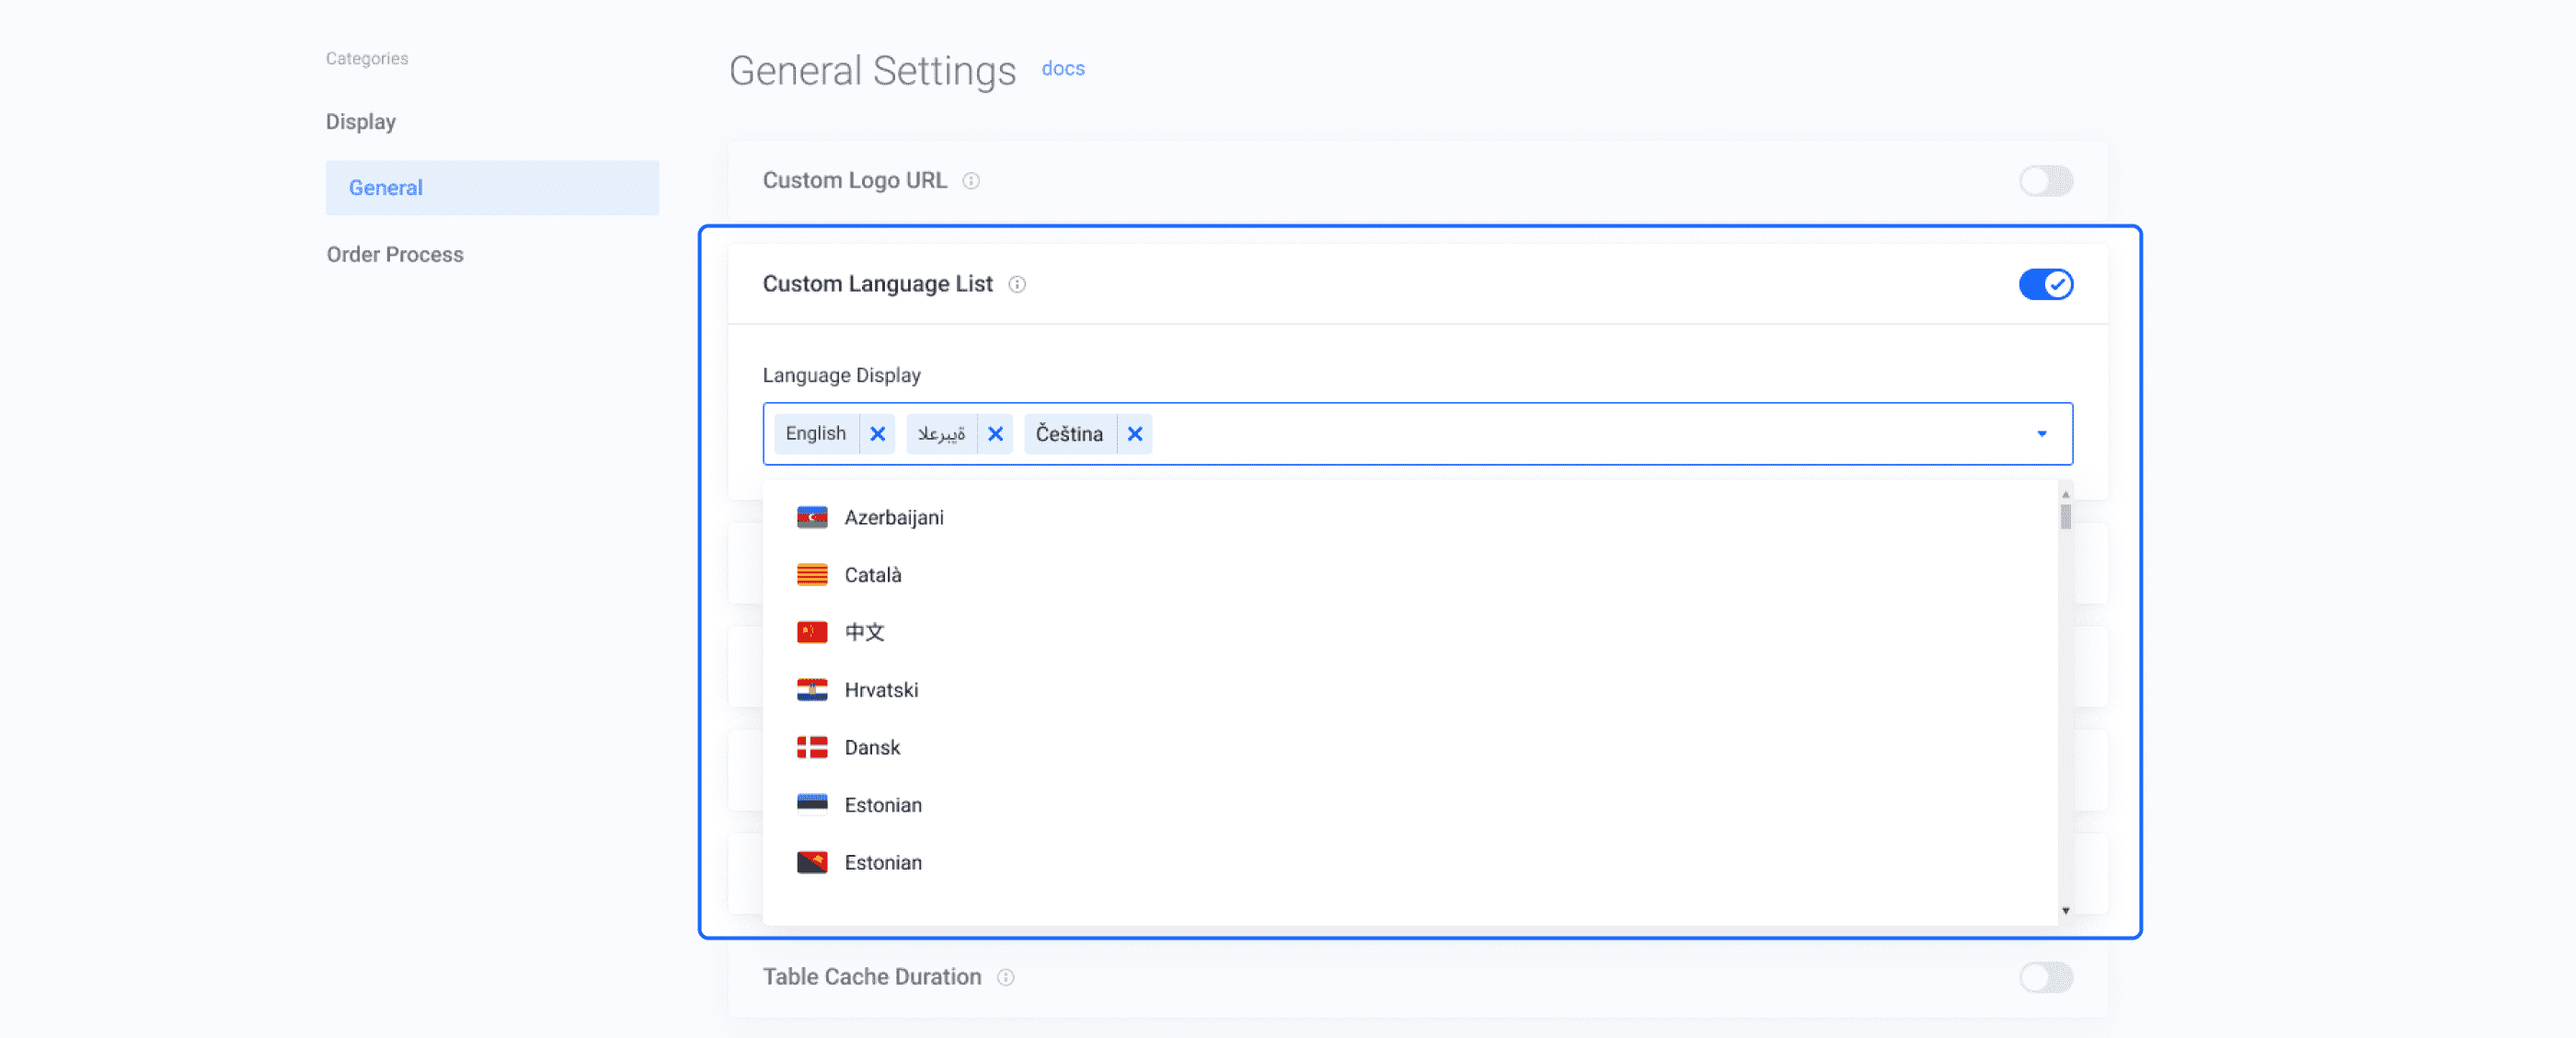 Categories
Display
General
Order Process
General Settings docs
Custom Logo URL
Custom Language List
Language Display
English ةيبرعلا Čeština
Azerbaijani
Català
中文
Hrvatski
Dansk
Estonian
Estonian
Table Cache Duration